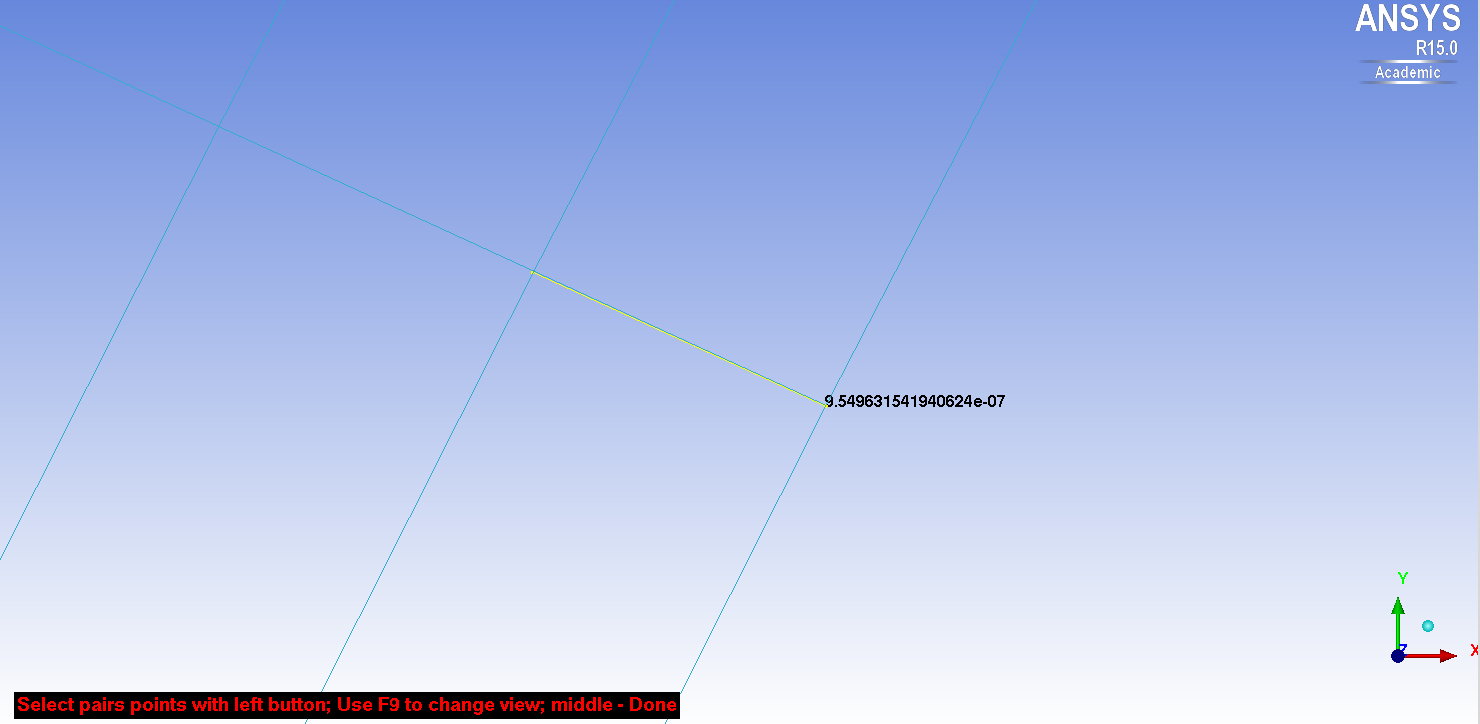 ANSYS
R15.0
Academic
9.549631541940624e-07
Y
Z
X
Select pairs points with left button; Use F9 to change view; middle - Done